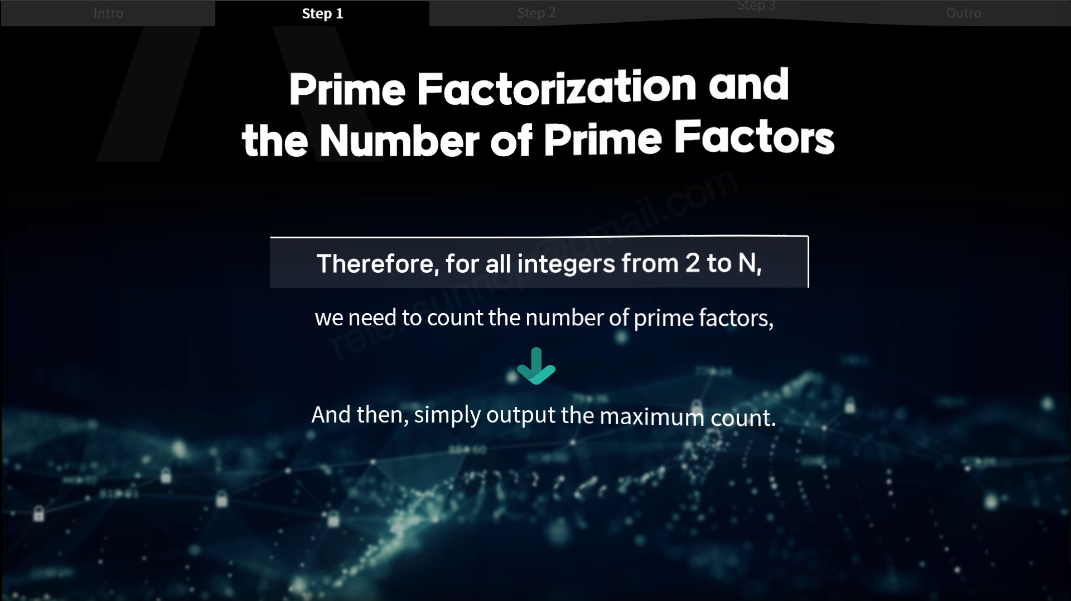 Intro
Step 1
Step 2
Step 3
Outro
Prime Factorization and
the Number of Prime Factors
Therefore, for all integers from 2 to N,
we need to count the number of prime factors,
And then, simply output the maximum count.